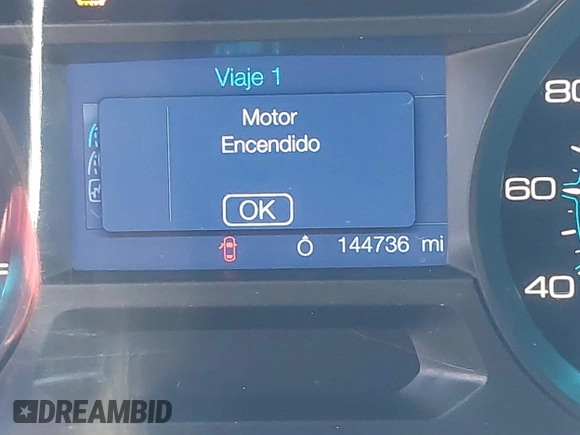 Viaje 1
Motor
Encendido
OK
Ô 144736 mi
80
60
40
DREAMBID